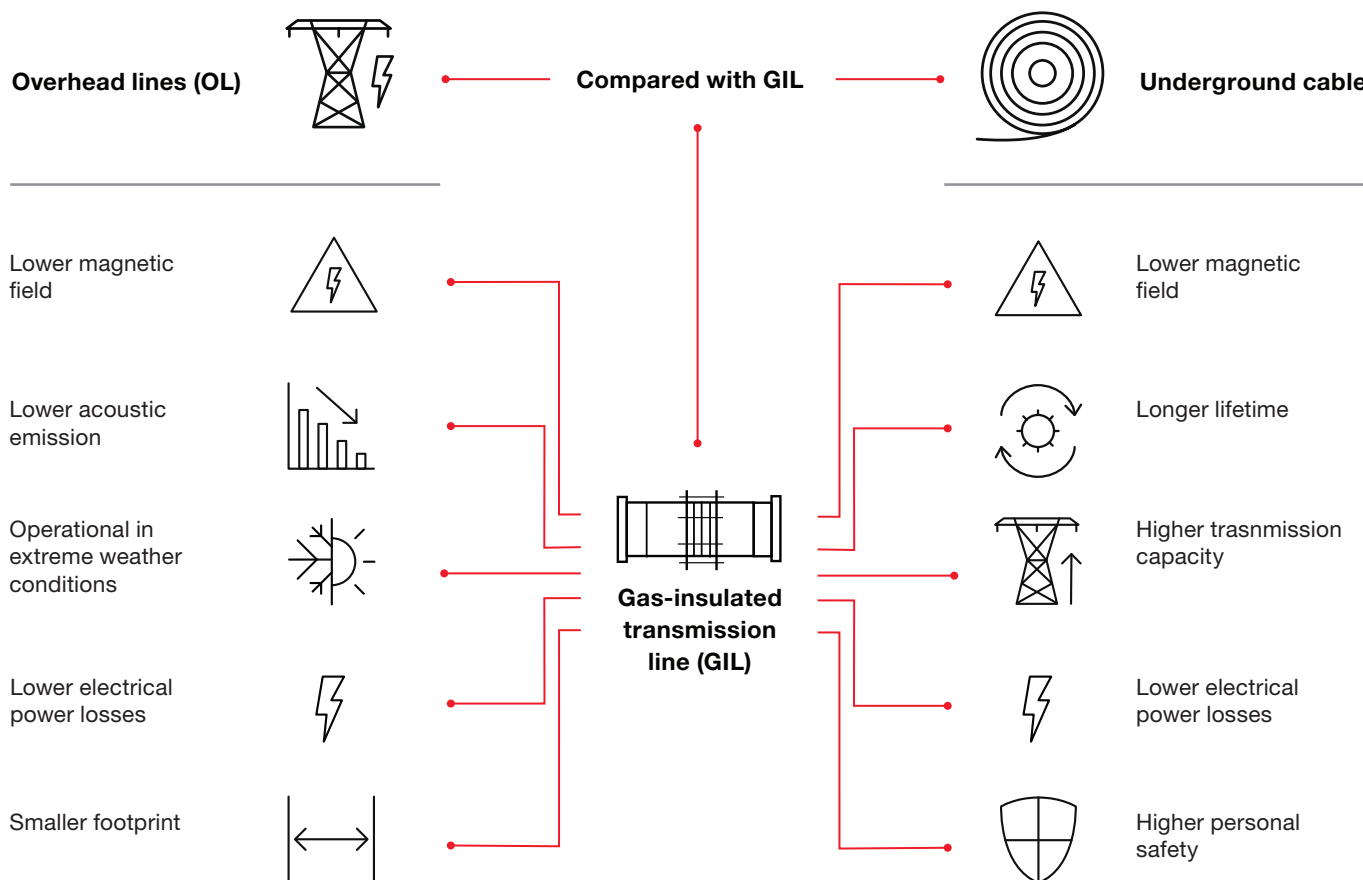 Overhead lines (OL)
Compared with GIL
Underground cable
Lower magnetic
field
Lower acoustic
emission
Operational in
extreme weather
conditions
Lower electrical
power losses
Smaller footprint
Gas-insulated
transmission
line (GIL)
Lower magnetic
field
Longer lifetime
Higher trasnmission
capacity
Lower electrical
power losses
Higher personal
safety